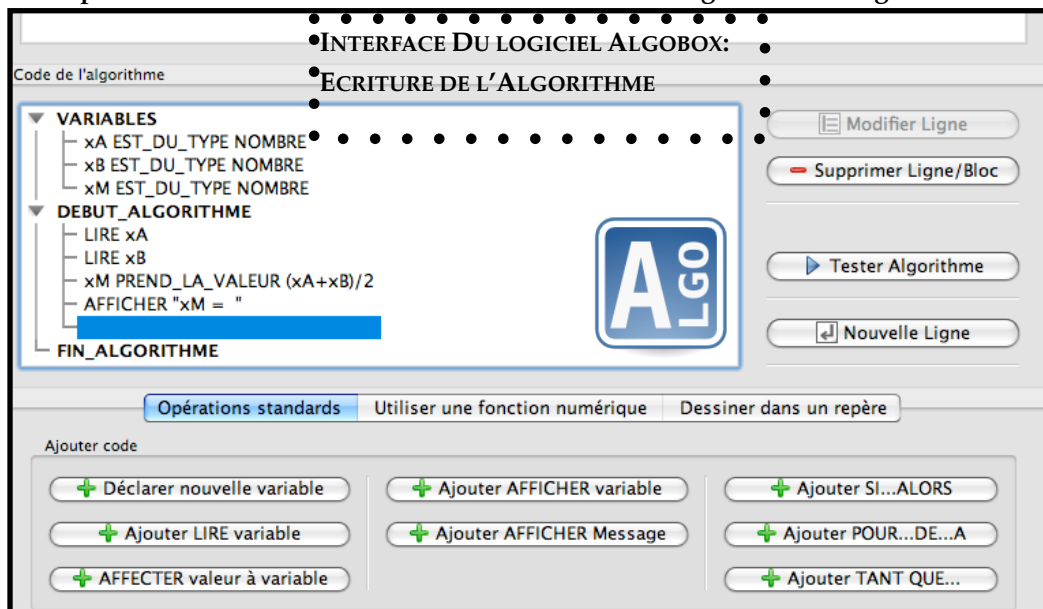 INTERFACE DU LOGICIEL ALGOBOX:
ECRITURE DE L'ALGORITHME
Code de l'algorithme
VARIABLES
xA EST_DU_TYPE NOMBRE
xB EST_DU_TYPE NOMBRE
xM EST_DU_TYPE NOMBRE
DEBUT_ALGORITHME
LIRE xA
LIRE xB
xM PREND_LA_VALEUR (xA+xB)/2
AFFICHER "xM = "
FIN_ALGORITHME
ALGO
Modifier Ligne
Supprimer Ligne/Bloc
Tester Algorithme
Nouvelle Ligne
Opérations standards Utiliser une fonction numérique Dessiner dans un repère
Ajouter code
Déclarer nouvelle variable Ajouter AFFICHER variable Ajouter SI...ALORS
Ajouter LIRE variable Ajouter AFFICHER Message Ajouter POUR...DE...A
AFFECTER valeur à variable Ajouter TANT QUE...